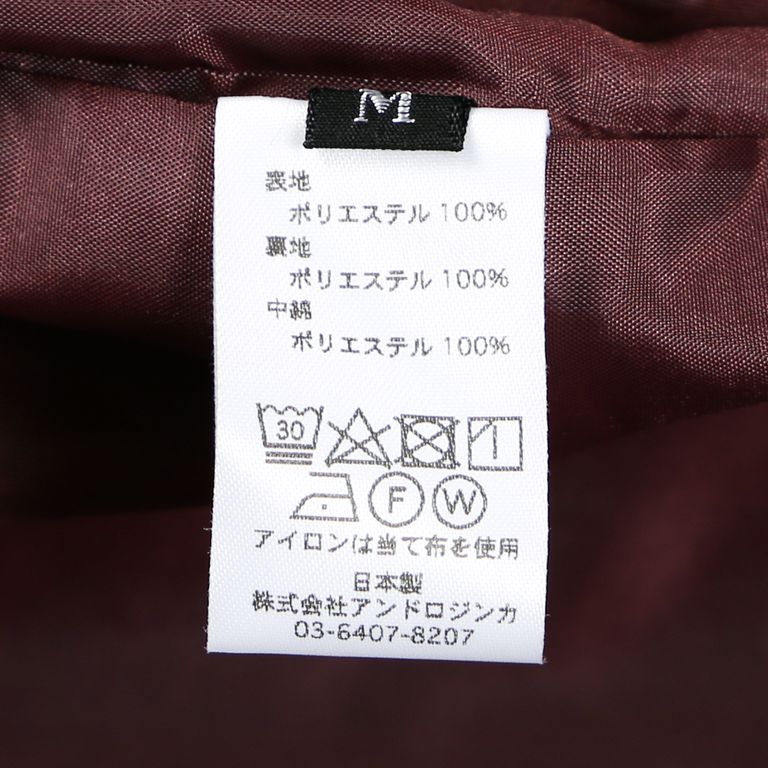 M
表地
ポリエステル 100%
裏地
ポリエステル 100%
中綿
ポリエステル 100%
30
F W
アイロンは当て布を使用
日本製
株式会社アンドロジンカ
03-6407-8207